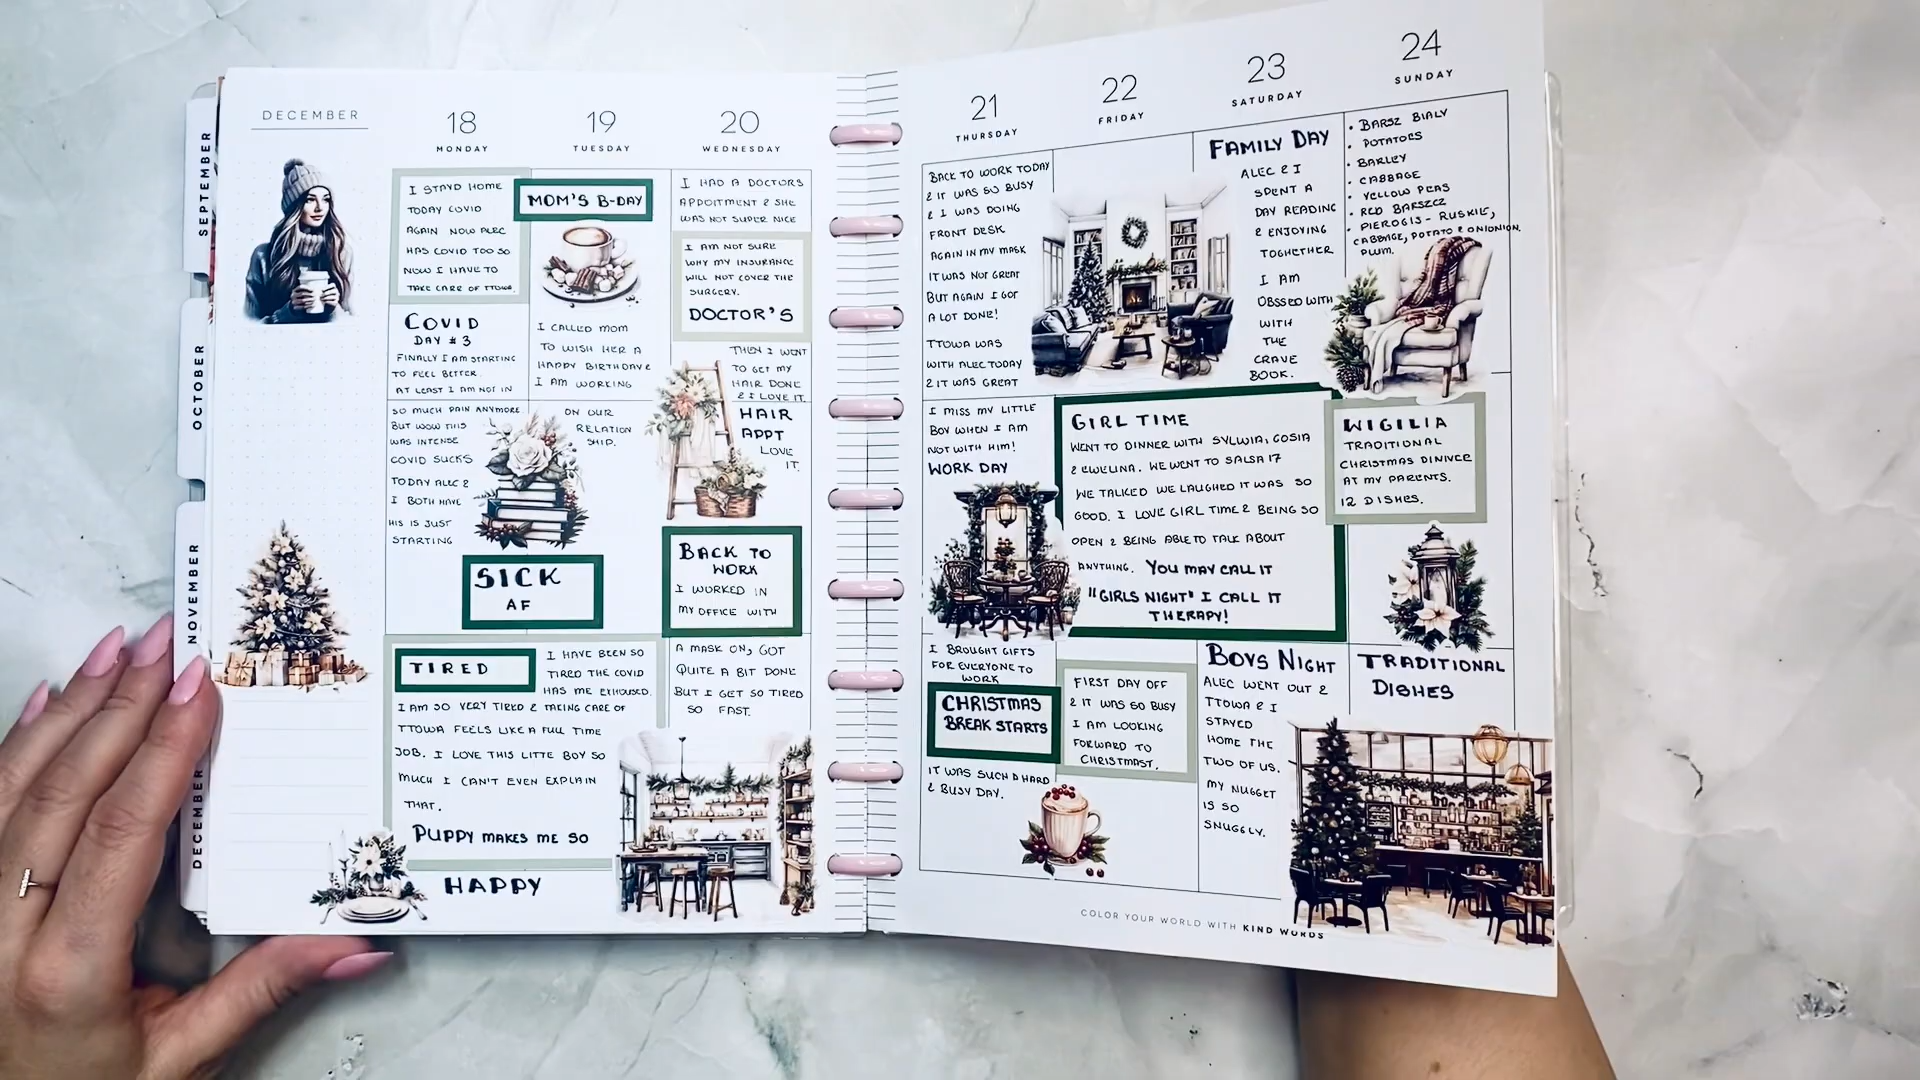 SEPTEMBER
OCTOBER
NOVEMBER
DECEMBER
DECEMBER
18
MONDAY
I STAYD HOME
TODAY COVID
AGAIN NOW ALEC
HAS COVID TOO SO
NOW I HAVE TO
TAKE CARE OF TTOWA.
COVID
DAY # 3
FINALLY I AM STARTING
TO FEEL BETTER.
AT LEAST I AM NOT IN
SO MUCH PAIN ANYMORE
BUT WOW THIS
WAS INTENSE
COVID SUCKS
TODAY ALEC &
I BOTH HAVE
HIS IS JUST
STARTING
SICK
AF
TIRED
I HAVE BEEN SO
TIRED THE COVID
HAS ME EXHOUSED.
I AM SO VERY TIRED & TAKING CARE OF
TTOWA FEELS LIKE A FULL TIME
JOB. I LOVE THIS LITTE BOY SO
MUCH I CAN'T EVEN EXPLAIN
THAT.
PUPPY MAKES ME SO
HAPPY
19
TUESDAY
MOM'S B-DAY
I CALLED MOM
TO WISH HER A
HAPPY BIRTHDAY &
I AM WORKING
ON OUR
RELATION
SHIP.
20
WEDNESDAY
I HAD A DOCTORS
APPOITMENT & SHE
WAS NOT SUPER NICE
I AM NOT SURE
WHY MY INSURANCE
WILL NOT COVER THE
SURGERY.
DOCTOR'S
THEN I WENT
TO GET MY
HAIR DONE
& I LOVE IT.
HAIR
APPT
LOVE
IT.
BACK TO
WORK
I WORKED IN
MY OFFICE WITH
A MASK ON, GOT
QUITE A BIT DONE
BUT I GET SO TIRED
SO FAST.
21
THURSDAY
BACK TO WORK TODAY
& IT WAS SO BUSY
& I WAS DOING
FRONT DESK
AGAIN IN MY MASK
IT WAS NOT GREAT
BUT AGAIN I GOT
A LOT DONE!
TTOWA WAS
WITH ALEC TODAY
& IT WAS GREAT
I MISS MY LITTLE
BOY WHEN I AM
NOT WITH HIM!
WORK DAY
I BROUGHT GIFTS
FOR EVERYONE TO
WORK
CHRISTMAS
BREAK STARTS
IT WAS SUCH A HARD
& BUSY DAY.
22
FRIDAY
GIRL TIME
WENT TO DINNER WITH SYLWIA, GOSIA
& EWELINA. WE WENT TO SALSA 17
WE TALKED WE LAUGHED IT WAS SO
GOOD. I LOVE GIRL TIME & BEING SO
OPEN & BEING ABLE TO TALK ABOUT
ANYTHING. YOU MAY CALL IT
"GIRLS NIGHT" I CALL IT
THERAPY!
FIRST DAY OFF
& IT WAS SO BUSY
I AM LOOKING
FORWARD TO
CHRISTMAST.
23
SATURDAY
FAMILY DAY
ALEC & I
SPENT A
DAY READING
& ENJOYING
TOGHETHER
I AM
OBSSED WITH
WITH
THE
CRAVE
BOOK.
BOYS NIGHT
ALEC WENT OUT &
TTOWA & I
STAYED
HOME THE
TWO OF US.
MY NUGGET
IS SO
SNUGGLY.
24
SUNDAY
• BARSZ BIALY
• POTATOES
• BARLEY
• CABBAGE
• YELLOW PEAS
• RED BARSZCZ
• PIEROGIS - RUSKIE,
CABBAGE, POTATO & ONIONION.
PLUM.
WIGILIA
TRADITIONAL
CHRISTMAS DINNER
AT MY PARENTS.
12 DISHES.
TRADITIONAL
DISHES
COLOR YOUR WORLD WITH KIND WORDS